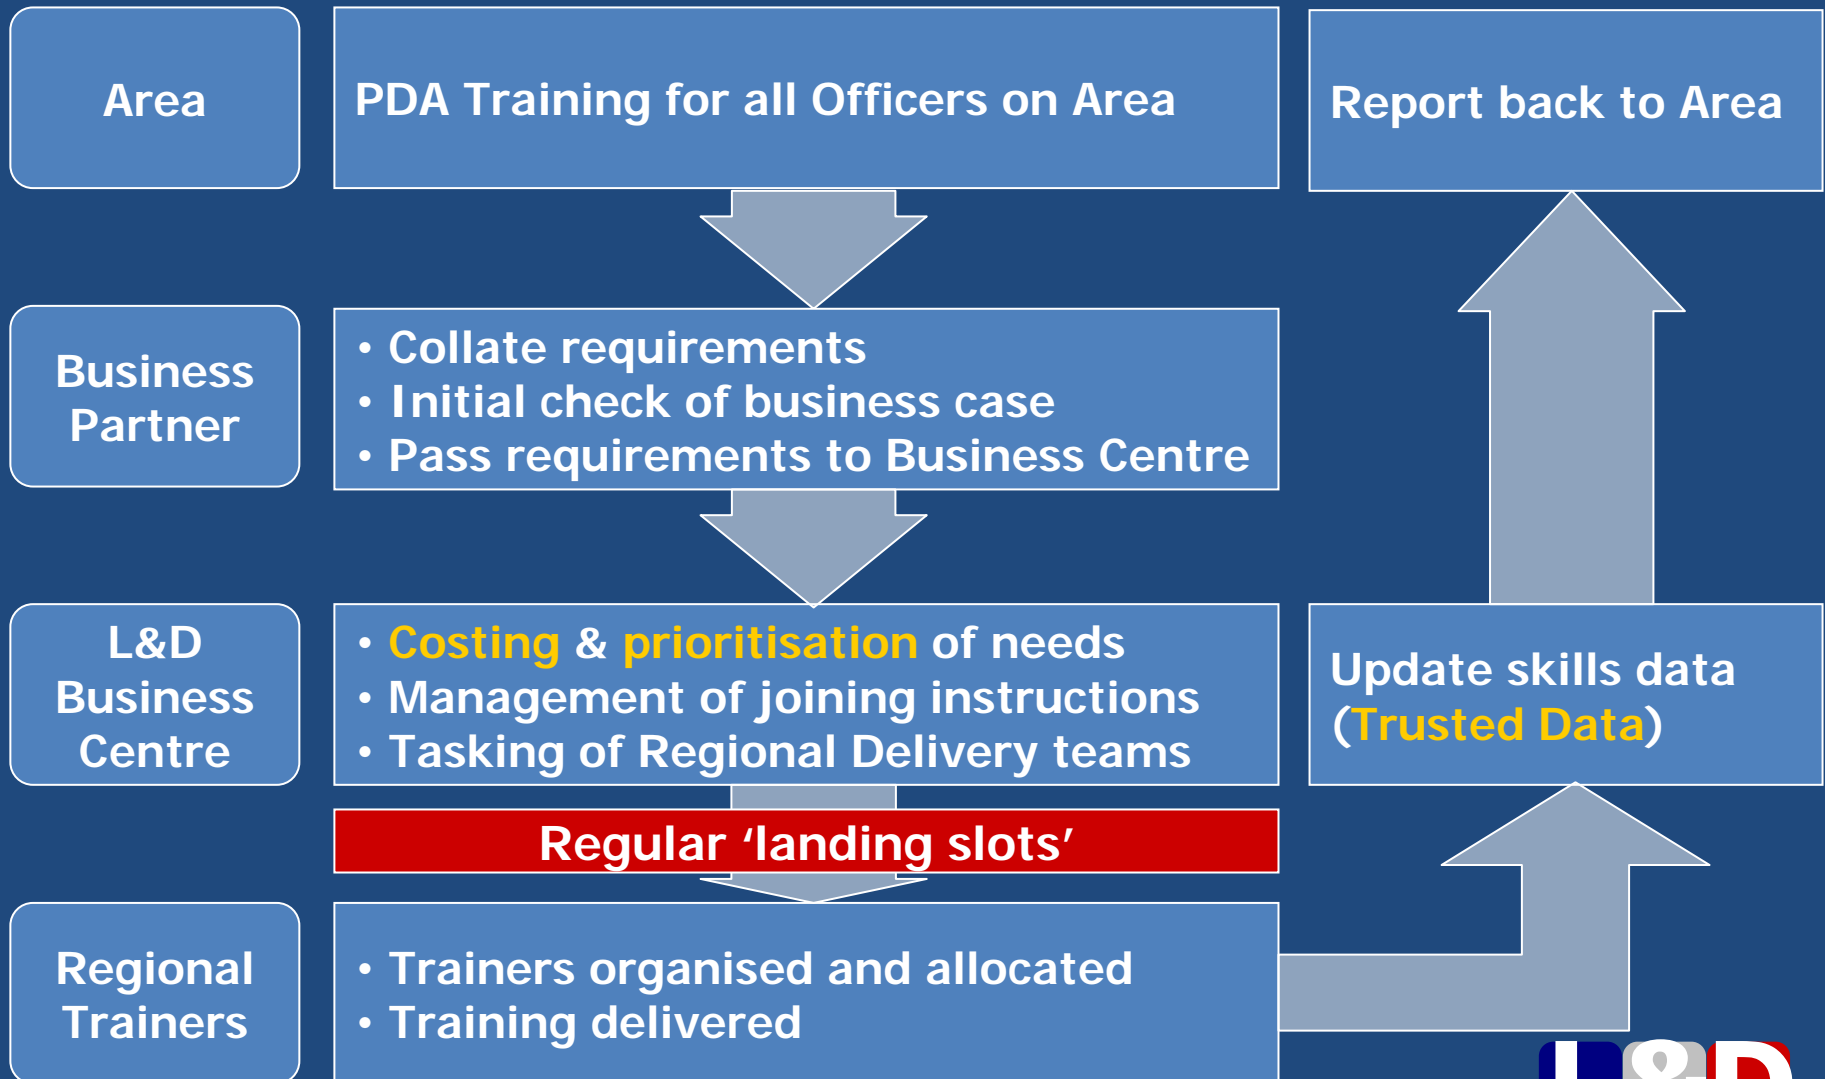 Area
PDA Training for all Officers on Area
Report back to Area
Business
Partner
• Collate requirements
• Initial check of business case
• Pass requirements to Business Centre
L&D
Business
Centre
• Costing & prioritisation of needs
• Management of joining instructions
• Tasking of Regional Delivery teams
Update skills data
(Trusted Data)
Regular ‘landing slots’
Regional
Trainers
• Trainers organised and allocated
• Training delivered
L&D